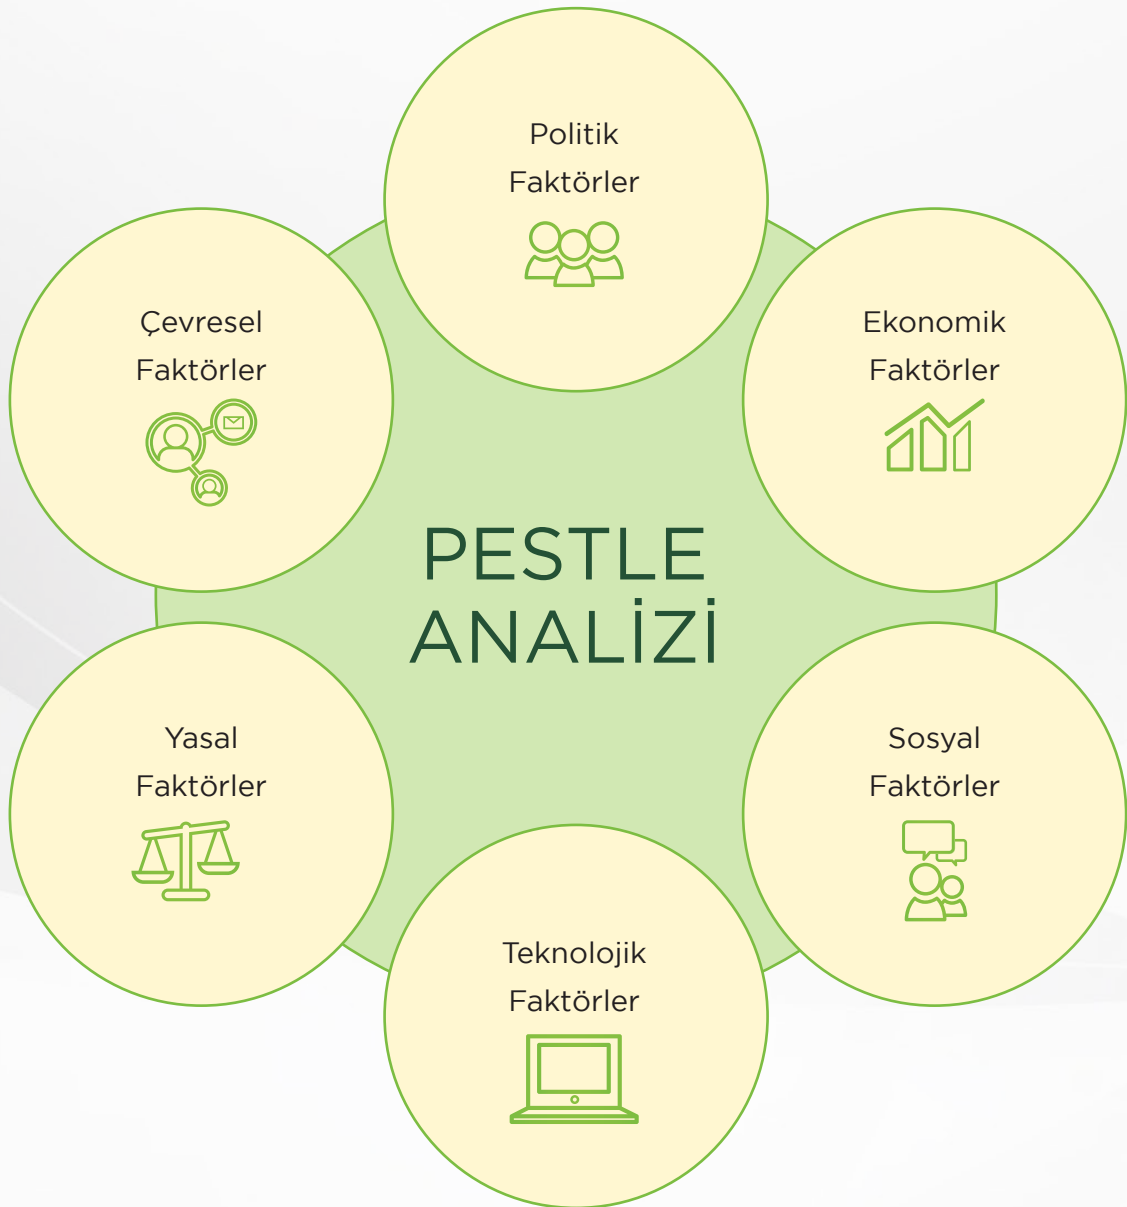 Politik
Faktörler
Ekonomik
Faktörler
Sosyal
Faktörler
Teknolojik
Faktörler
Yasal
Faktörler
Çevresel
Faktörler
PESTLE
ANALİZİ